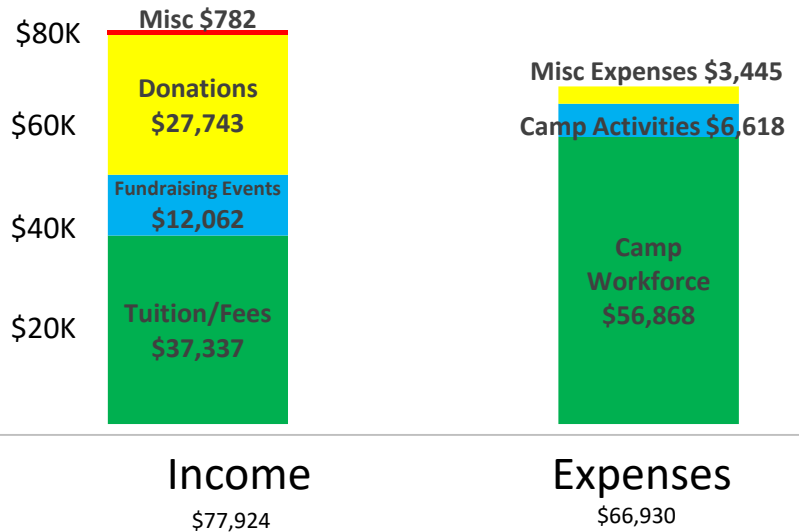 $80K
$60K
$40K
$20K
Misc $782
Donations
$27,743
Fundraising Events
$12,062
Tuition/Fees
$37,337
Misc Expenses $3,445
Camp Activities $6,618
Camp
Workforce
$56,868
Income
$77,924
Expenses
$66,930